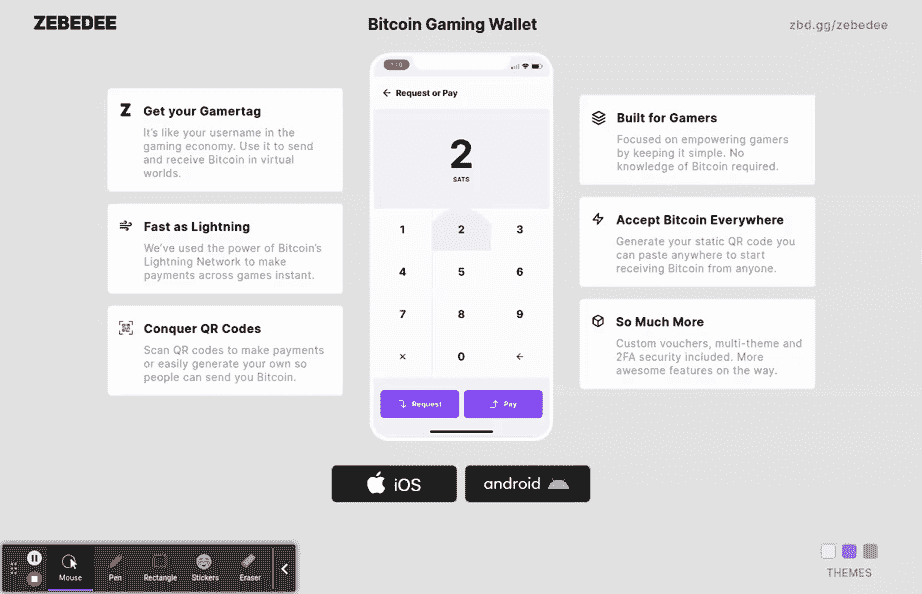 ZEBEDEE
Bitcoin Gaming Wallet
zbd.gg/zebedee
Get your Gamertag
It's like your username in the
gaming economy. Use it to send
and receive Bitcoin in virtual
worlds.
Fast as Lightning
We've used the power of Bitcoin's
Lightning Network to make
payments across games instant.
Conquer QR Codes
Scan QR codes to make payments
or easily generate your own so
people can send you Bitcoin.
Request or Pay
2
SATS
1 2 3
4 5 6
7 8 9
× 0 ←
Request
Pay
Built for Gamers
Focused on empowering gamers
by keeping it simple. No
knowledge of Bitcoin required.
Accept Bitcoin Everywhere
Generate your static QR code you
can paste anywhere to start
receiving Bitcoin from anyone.
So Much More
Custom vouchers, multi-theme and
2FA security included. More
awesome features on the way.
iOS
android
Mouse
Pen
Rectangle
Stickers
Eraser
THEMES